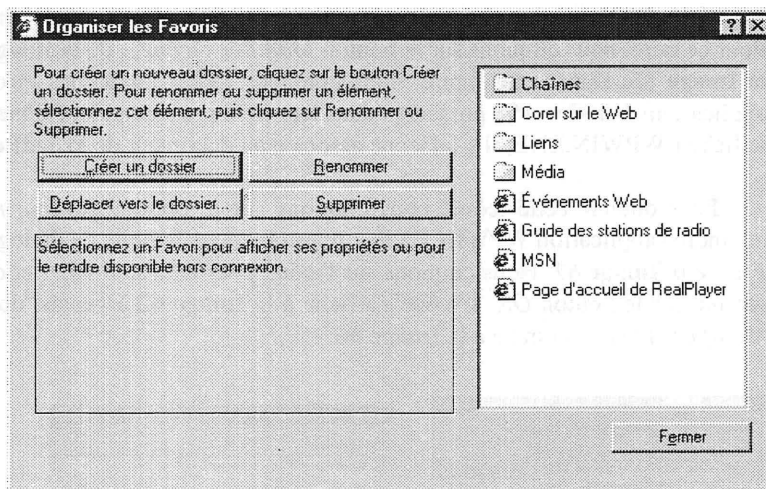 Organiser les Favoris
Pour créer un nouveau dossier, cliquez sur le bouton Créer
un dossier. Pour renommer ou supprimer un élément,
sélectionnez cet élément, puis cliquez sur Renommer ou
Supprimer.
Créer un dossier
Renommer
Déplacer vers le dossier...
Supprimer
Sélectionnez un Favori pour afficher ses propriétés ou pour
le rendre disponible hors connexion.
Chaînes
Corel sur le Web
Liens
Média
Événements Web
Guide des stations de radio
MSN
Page d'accueil de RealPlayer
Fermer